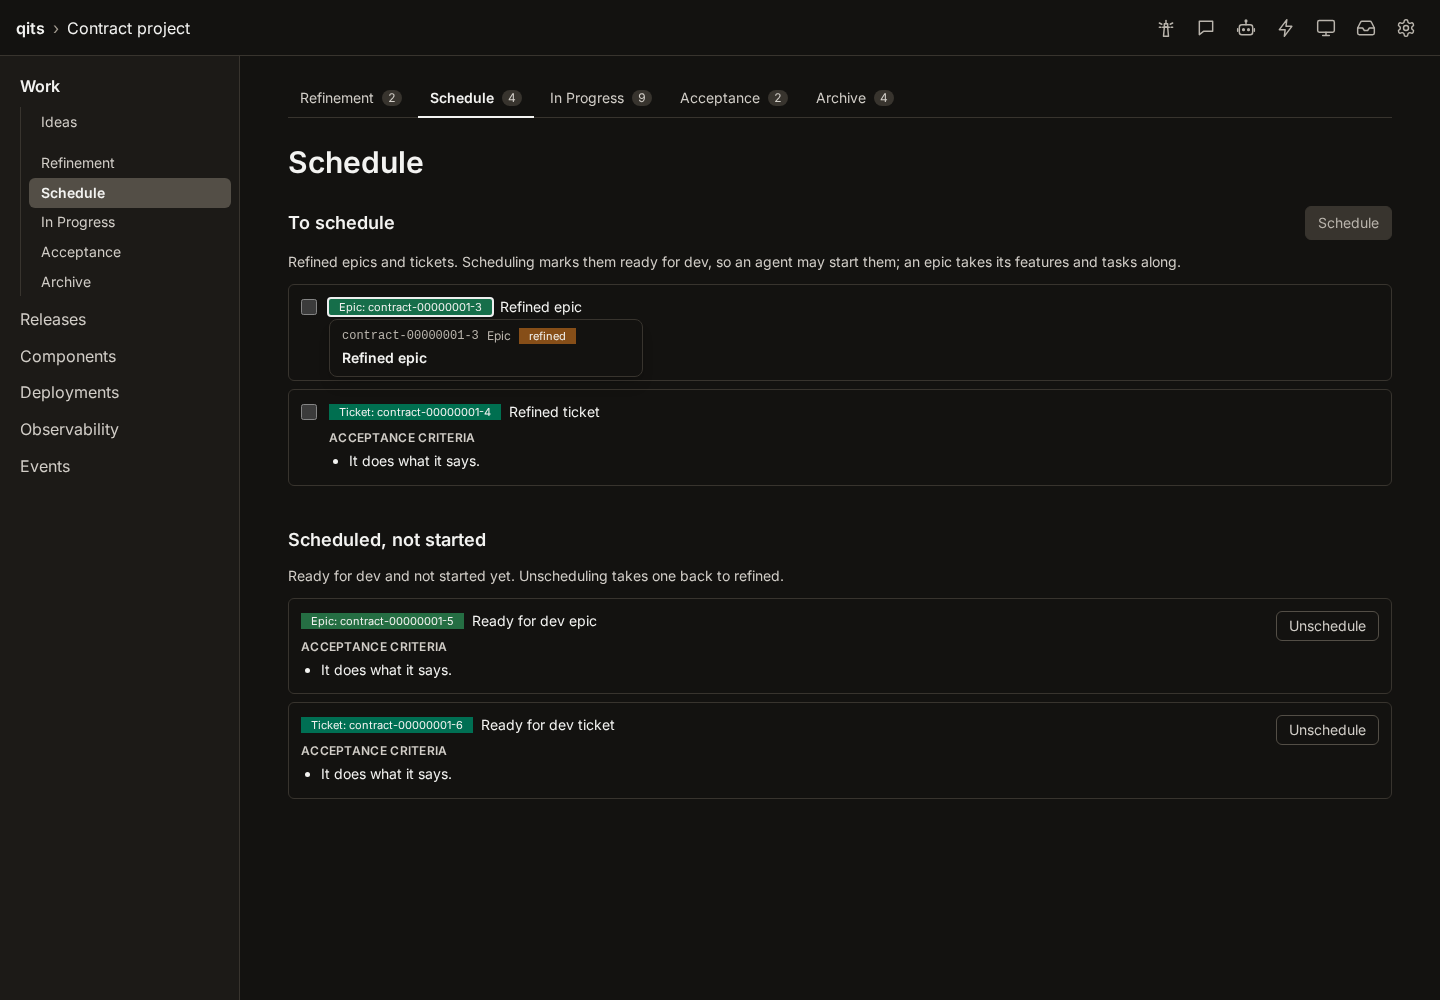 qits › Contract project
Work
Ideas
Refinement
Schedule
In Progress
Acceptance
Archive
Releases
Components
Deployments
Observability
Events
Refinement 2
Schedule 4
In Progress 9
Acceptance 2
Archive 4
Schedule
To schedule
Schedule
Refined epics and tickets. Scheduling marks them ready for dev, so an agent may start them; an epic takes its features and tasks along.
Epic: contract-00000001-3 Refined epic
contract-00000001-3 Epic refined
Refined epic
Ticket: contract-00000001-4 Refined ticket
ACCEPTANCE CRITERIA
• It does what it says.
Scheduled, not started
Ready for dev and not started yet. Unscheduling takes one back to refined.
Epic: contract-00000001-5 Ready for dev epic
Unschedule
ACCEPTANCE CRITERIA
• It does what it says.
Ticket: contract-00000001-6 Ready for dev ticket
Unschedule
ACCEPTANCE CRITERIA
• It does what it says.